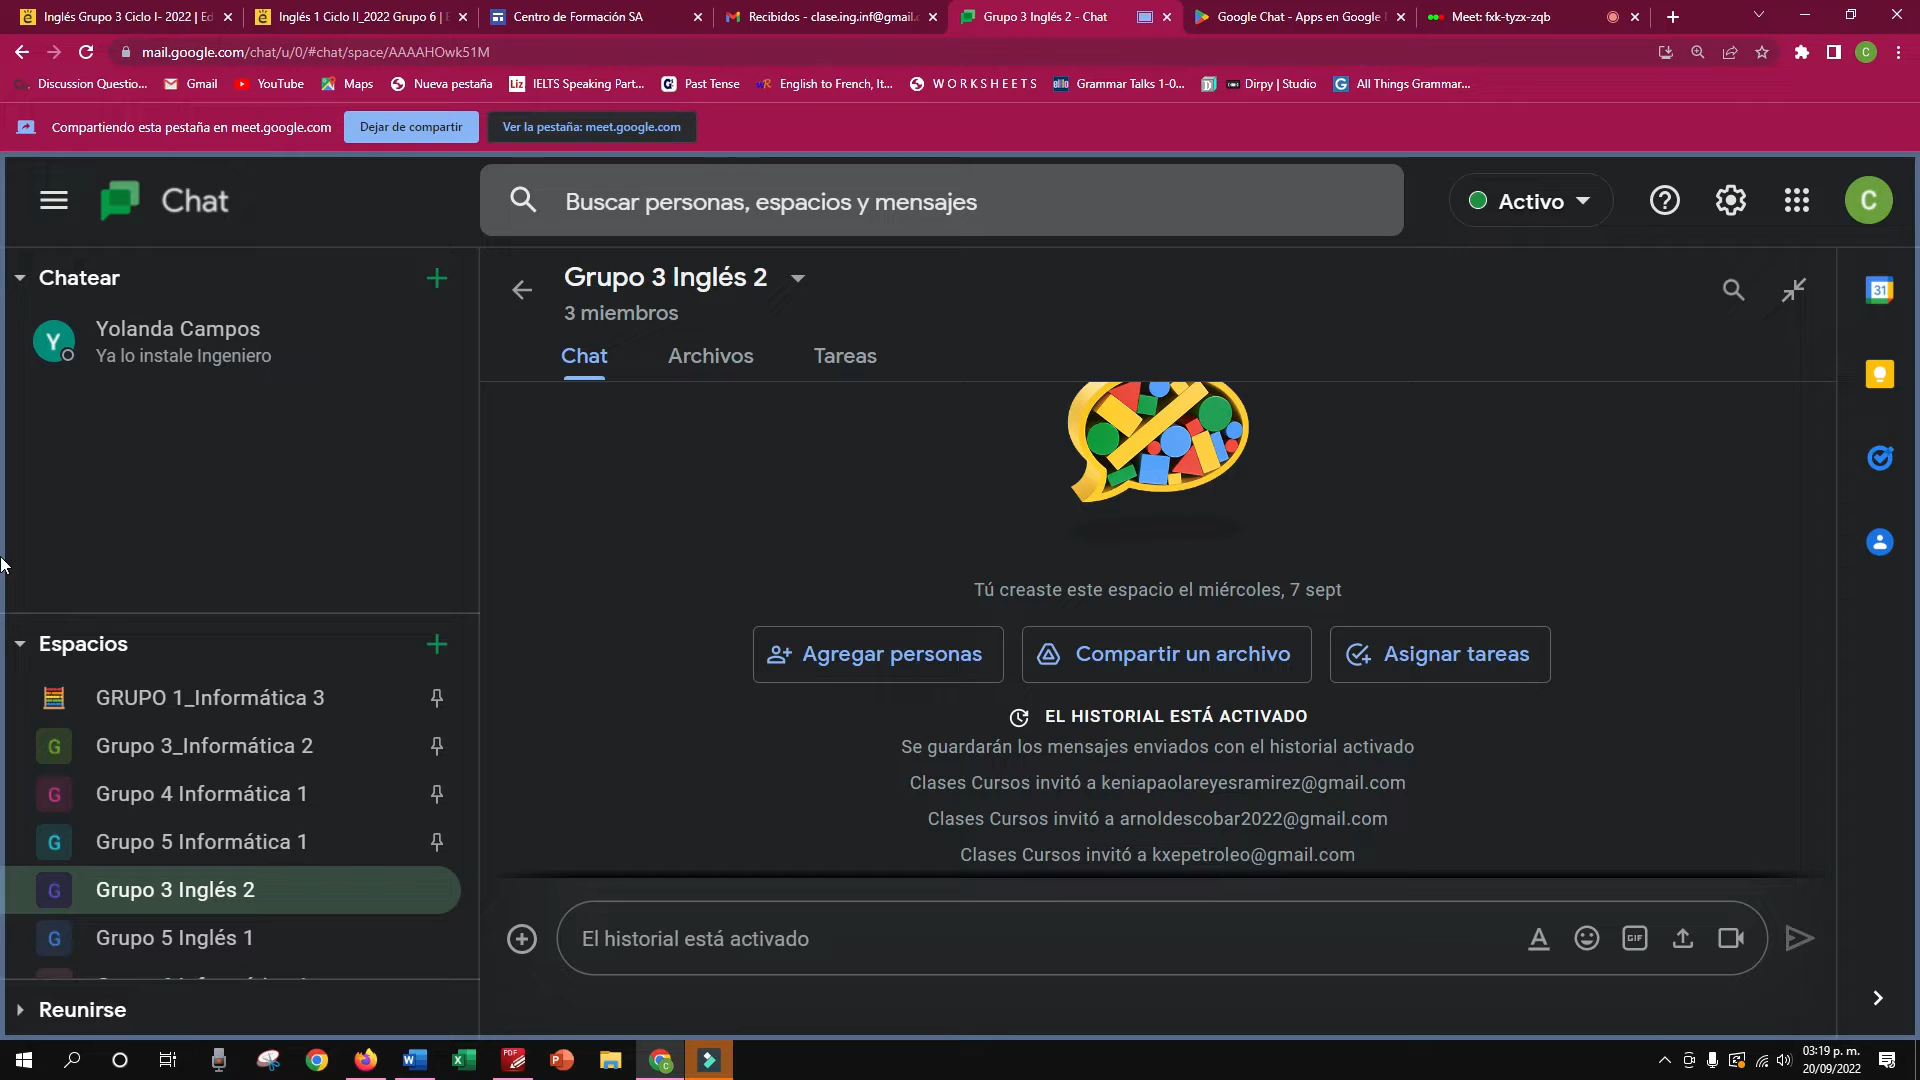 Inglés Grupo 3 Ciclo I- 2022 | Ed
Inglés 1 Ciclo II_2022 Grupo 6 | E
Centro de Formación SA
Recibidos - clase.ing.inf@gmail.c
Grupo 3 Inglés 2 - Chat
Google Chat - Apps en Google
Meet: fxk-tyzx-zqb
mail.google.com/chat/u/0/#chat/space/AAAAHOwk51M
C
Discussion Questio...
Gmail
YouTube
Maps
Nueva pestaña
Liz
IELTS Speaking Part...
Past Tense
English to French, It...
W O R K S H E E T S
Grammar Talks 1-0...
Dirpy | Studio
All Things Grammar...
Compartiendo esta pestaña en meet.google.com
Dejar de compartir
Ver la pestaña: meet.google.com
Chat
Buscar personas, espacios y mensajes
Activo
C
Chatear
Y
Yolanda Campos
Ya lo instale Ingeniero
Espacios
GRUPO 1_Informática 3
G
Grupo 3_Informática 2
G
Grupo 4 Informática 1
G
Grupo 5 Informática 1
G
Grupo 3 Inglés 2
G
Grupo 5 Inglés 1
Reunirse
Grupo 3 Inglés 2
3 miembros
Chat
Archivos
Tareas
Tú creaste este espacio el miércoles, 7 sept
Agregar personas
Compartir un archivo
Asignar tareas
EL HISTORIAL ESTÁ ACTIVADO
Se guardarán los mensajes enviados con el historial activado
Clases Cursos invitó a keniapaolareyesramirez@gmail.com
Clases Cursos invitó a arnoldescobar2022@gmail.com
Clases Cursos invitó a kxepetroleo@gmail.com
El historial está activado
GIF
31
03:19 p. m.
20/09/2022